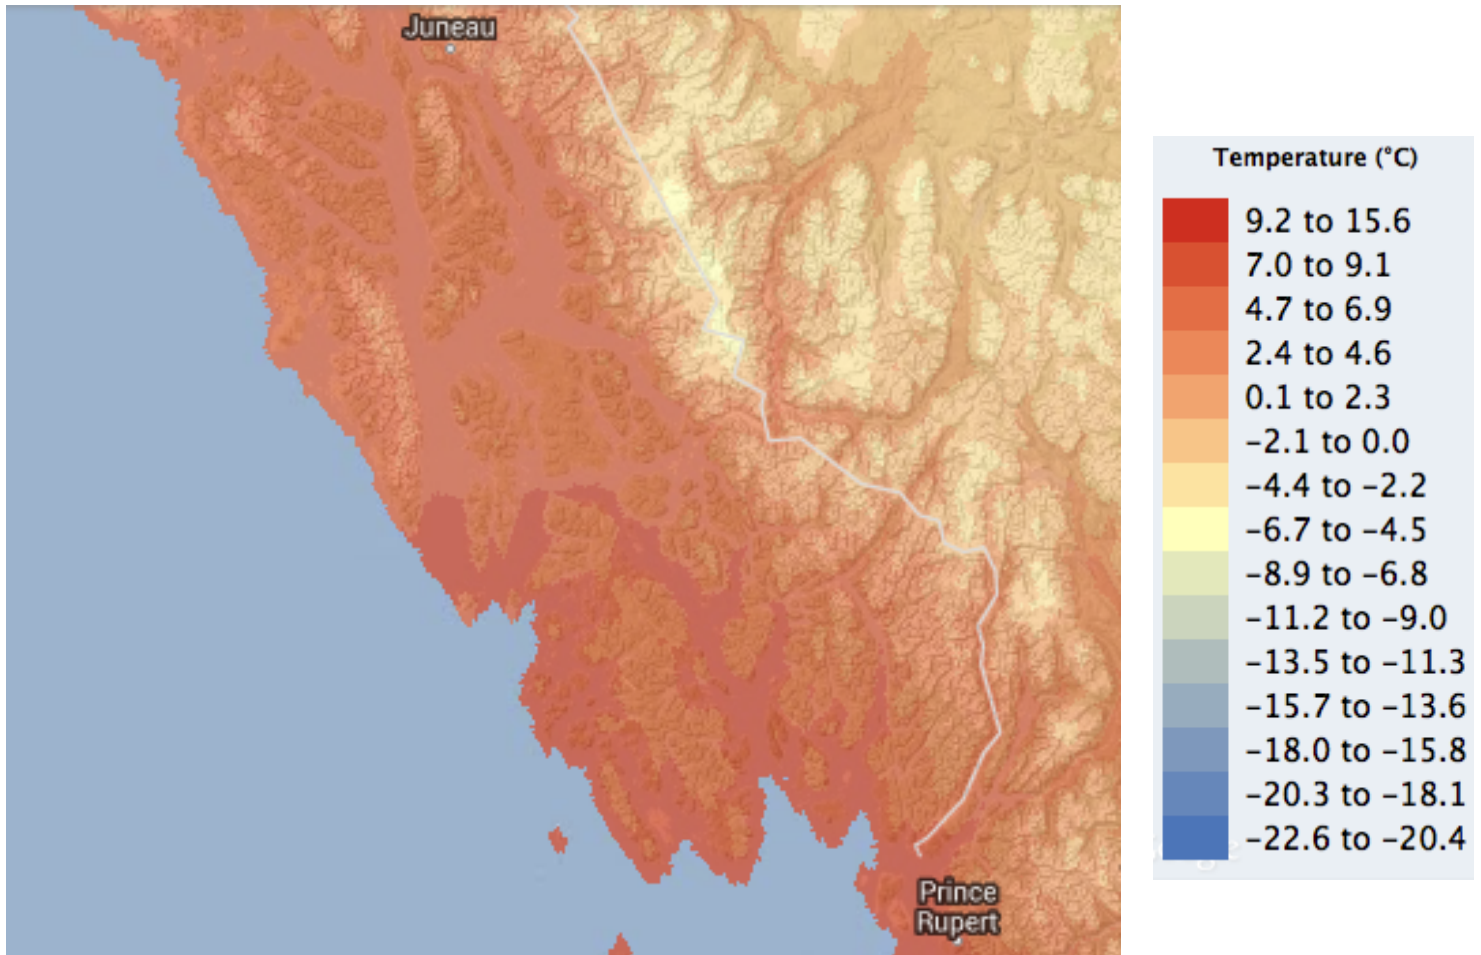 Juneau
Prince
Rupert
Temperature (°C)
9.2 to 15.6
7.0 to 9.1
4.7 to 6.9
2.4 to 4.6
0.1 to 2.3
−2.1 to 0.0
−4.4 to −2.2
−6.7 to −4.5
−8.9 to −6.8
−11.2 to −9.0
−13.5 to −11.3
−15.7 to −13.6
−18.0 to −15.8
−20.3 to −18.1
−22.6 to −20.4